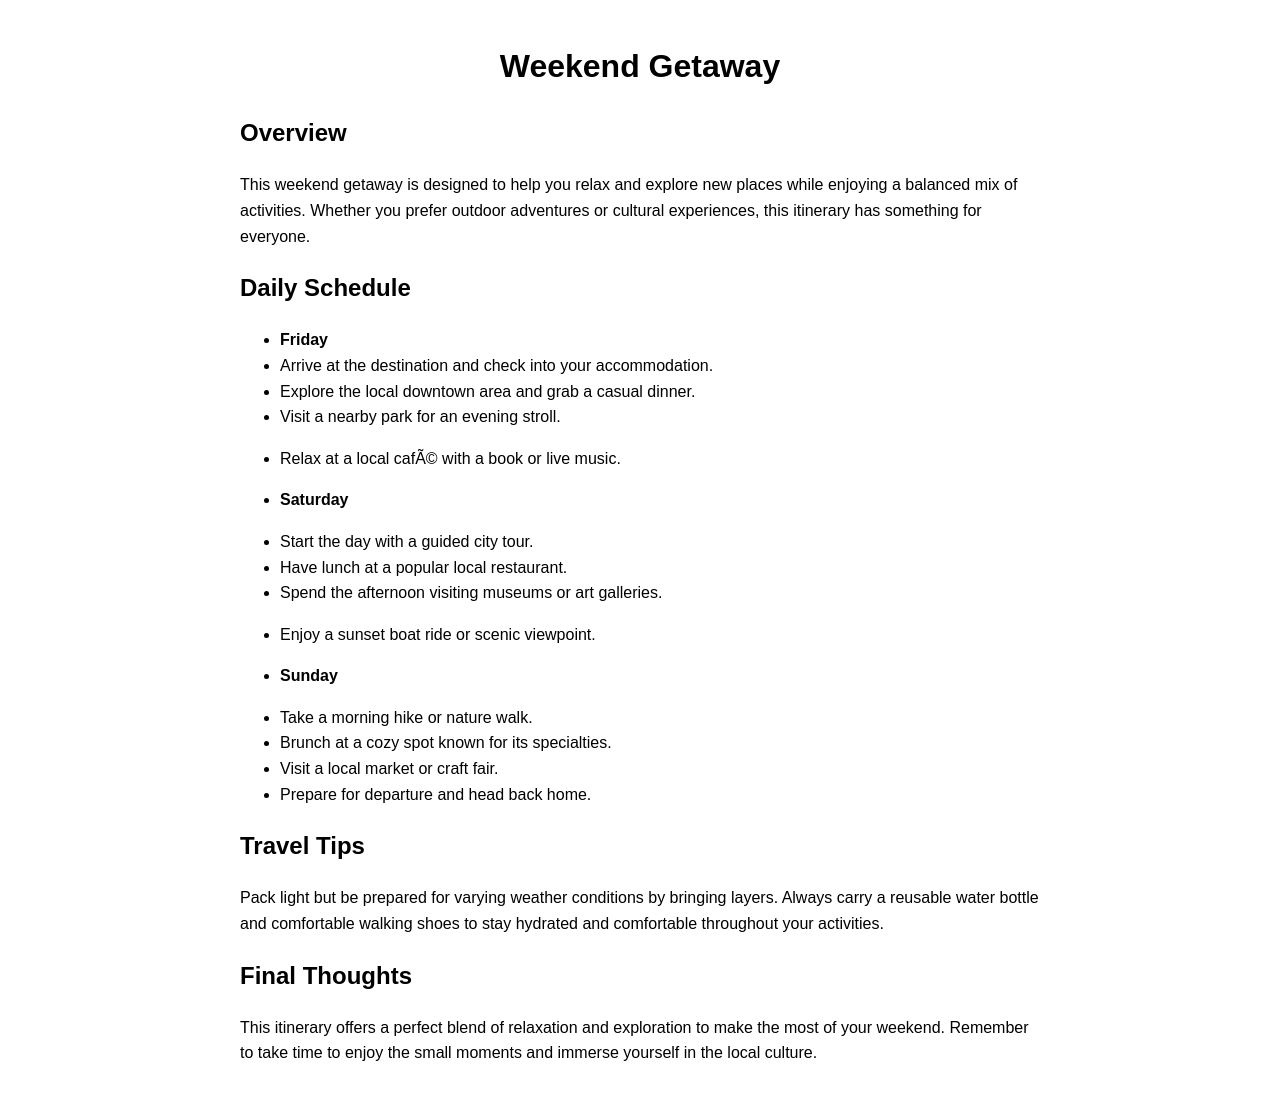 Weekend Getaway
Overview
This weekend getaway is designed to help you relax and explore new places while enjoying a balanced mix of
activities. Whether you prefer outdoor adventures or cultural experiences, this itinerary has something for
everyone.
Daily Schedule
• Friday
• Arrive at the destination and check into your accommodation.
• Explore the local downtown area and grab a casual dinner.
• Visit a nearby park for an evening stroll.
• Relax at a local cafÃ© with a book or live music.
• Saturday
• Start the day with a guided city tour.
• Have lunch at a popular local restaurant.
• Spend the afternoon visiting museums or art galleries.
• Enjoy a sunset boat ride or scenic viewpoint.
• Sunday
• Take a morning hike or nature walk.
• Brunch at a cozy spot known for its specialties.
• Visit a local market or craft fair.
• Prepare for departure and head back home.
Travel Tips
Pack light but be prepared for varying weather conditions by bringing layers. Always carry a reusable water bottle
and comfortable walking shoes to stay hydrated and comfortable throughout your activities.
Final Thoughts
This itinerary offers a perfect blend of relaxation and exploration to make the most of your weekend. Remember
to take time to enjoy the small moments and immerse yourself in the local culture.